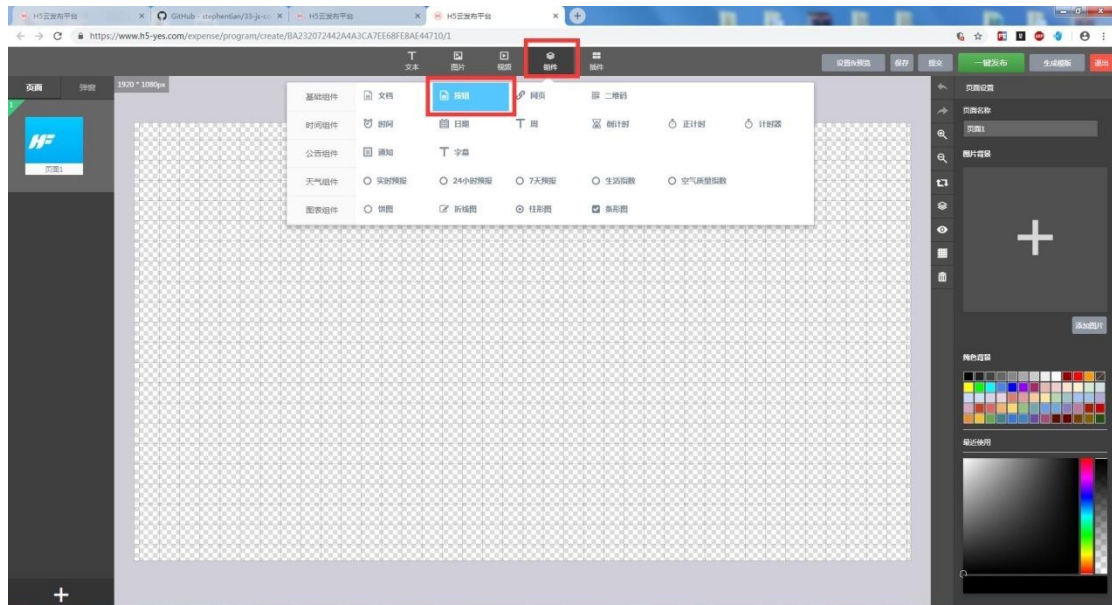 H5云发布平台
GitHub - stephentian/33-js-co
H5云发布平台
H5云发布平台
https://www.h5-yes.com/expense/program/create/BA232072442A4A3CA7EE68FE8AE44710/1
文本 图片 视频 组件 插件
设置&预览 保存 提交 一键发布 生成模板 退出
页面 弹窗
1920 * 1080px
1
HF
页面1
基础组件 文档 按钮 网页 二维码
时间组件 时间 日期 周 倒计时 正计时 计时器
公告组件 通知 字幕
天气组件 实时预报 24小时预报 7天预报 生活指数 空气质量指数
图表组件 饼图 折线图 柱形图 条形图
页面设置
页面名称
页面1
图片背景
添加图片
纯色背景
最近使用